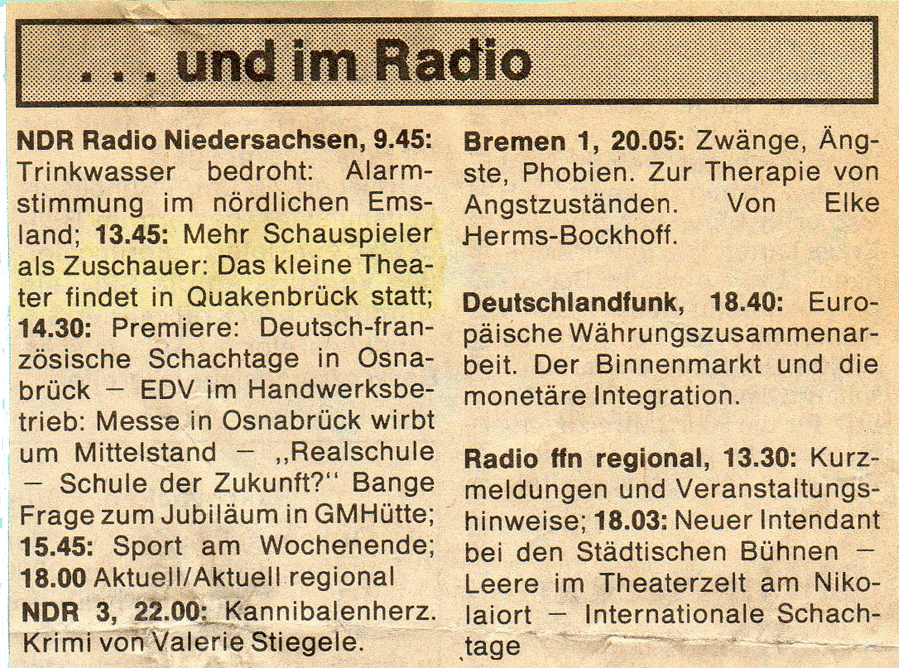 . . . und im Radio
NDR Radio Niedersachsen, 9.45:
Trinkwasser bedroht: Alarm-
stimmung im nördlichen Ems-
land; 13.45: Mehr Schauspieler
als Zuschauer: Das kleine Thea-
ter findet in Quakenbrück statt;
14.30: Premiere: Deutsch-fran-
zösische Schachtage in Osna-
brück — EDV im Handwerksbe-
trieb: Messe in Osnabrück wirbt
um Mittelstand — „Realschule
— Schule der Zukunft?" Bange
Frage zum Jubiläum in GMHütte;
15.45: Sport am Wochenende;
18.00 Aktuell/Aktuell regional
NDR 3, 22.00: Kannibalenherz.
Krimi von Valerie Stiegele.
Bremen 1, 20.05: Zwänge, Äng-
ste, Phobien. Zur Therapie von
Angstzuständen. Von Elke
Herms-Bockhoff.
Deutschlandfunk, 18.40: Euro-
päische Währungszusammenar-
beit. Der Binnenmarkt und die
monetäre Integration.
Radio ffn regional, 13.30: Kurz-
meldungen und Veranstaltungs-
hinweise; 18.03: Neuer Intendant
bei den Städtischen Bühnen —
Leere im Theaterzelt am Niko-
laiort — Internationale Schach-
tage